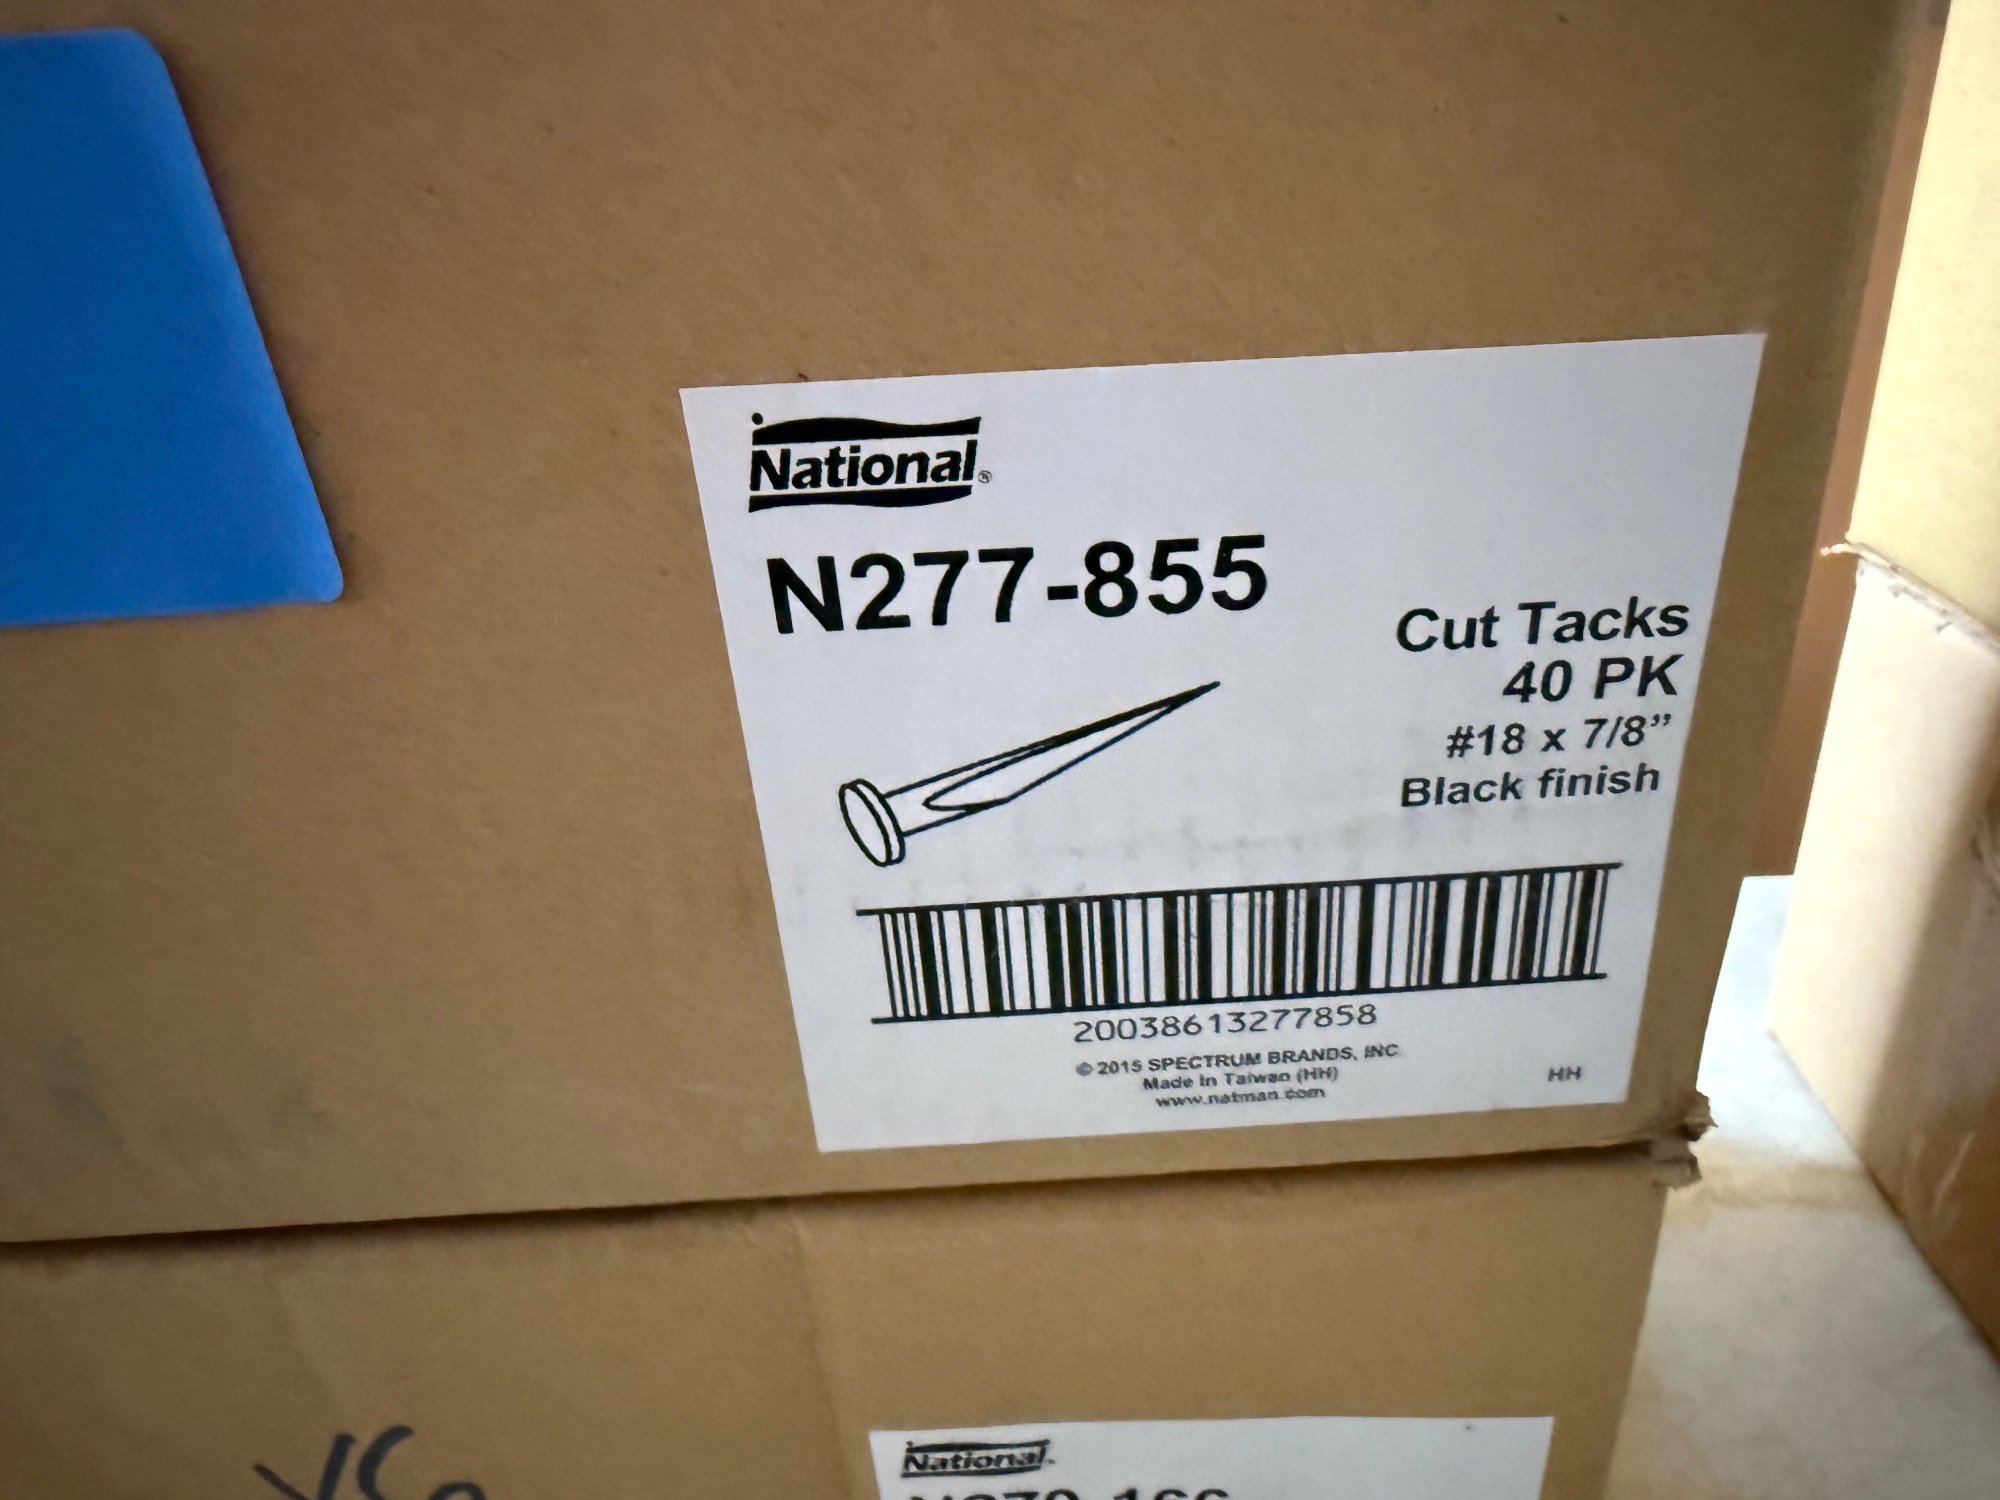 National®
N277-855
Cut Tacks
40 PK
#18 x 7/8”
Black finish
20038613277858
© 2015 SPECTRUM BRANDS, INC
Made In Taiwan (HH)
www.natman.com
HH
National